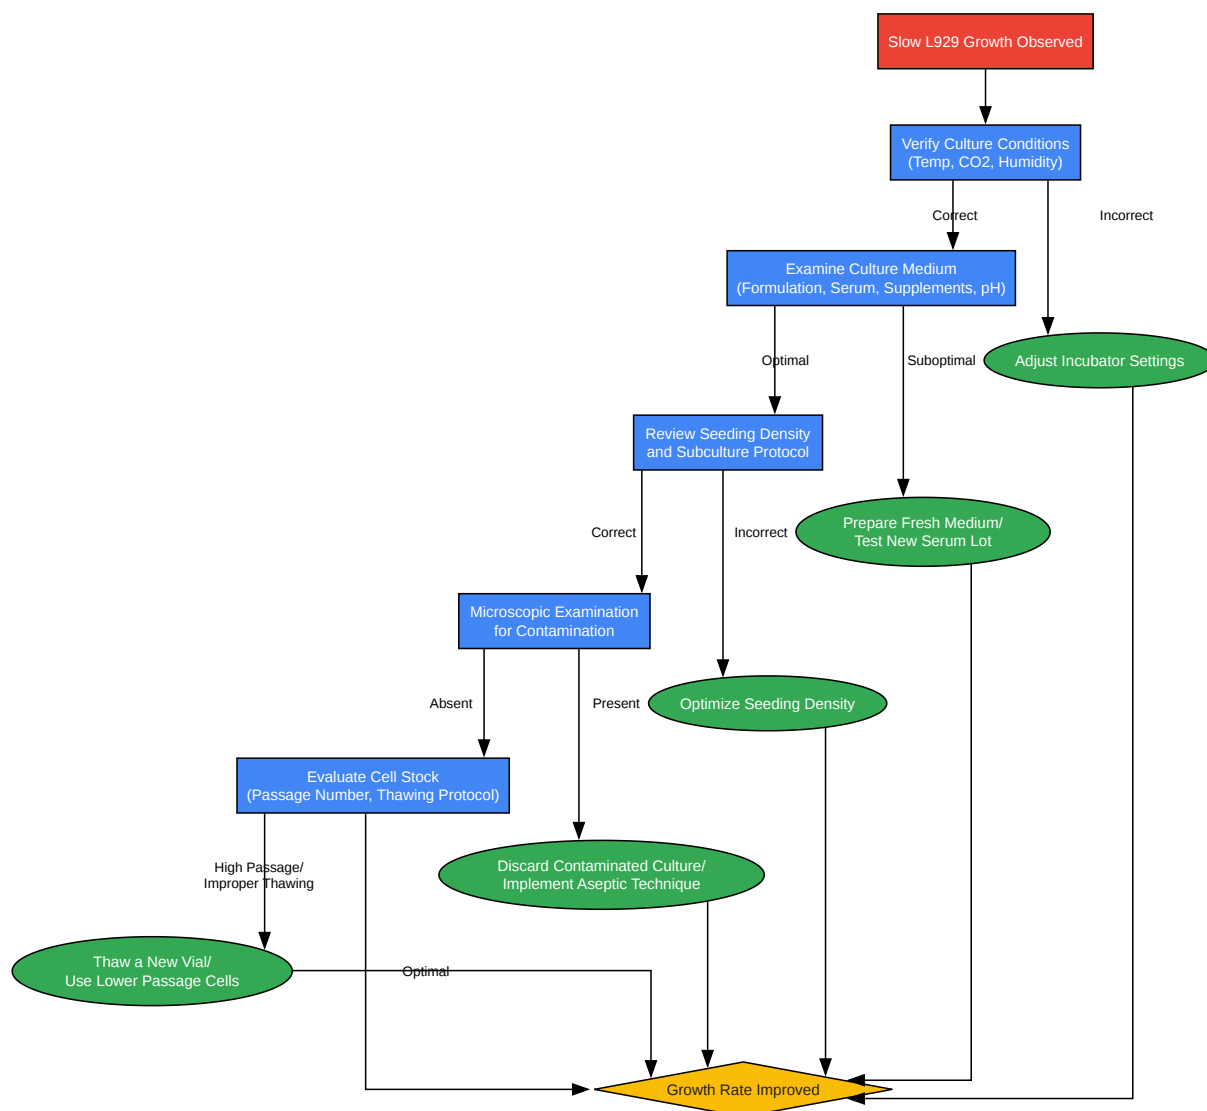 Slow L929 Growth Observed
Verify Culture Conditions
(Temp, CO2, Humidity)
Correct
Incorrect
Examine Culture Medium
(Formulation, Serum, Supplements, pH)
Optimal
Suboptimal
Adjust Incubator Settings
Review Seeding Density
and Subculture Protocol
Correct
Incorrect
Prepare Fresh Medium/
Test New Serum Lot
Microscopic Examination
for Contamination
Absent
Present
Optimize Seeding Density
Evaluate Cell Stock
(Passage Number, Thawing Protocol)
High Passage/
Improper Thawing
Discard Contaminated Culture/
Implement Aseptic Technique
Thaw a New Vial/
Use Lower Passage Cells
Optimal
Growth Rate Improved